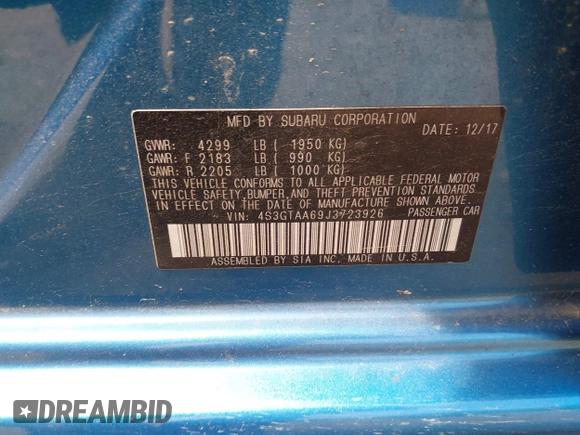 MFD BY SUBARU CORPORATION
DATE: 12/17
GVWR: 4299 LB ( 1950 KG)
GAWR: F 2183 LB ( 990 KG)
GAWR: R 2205 LB ( 1000 KG)
THIS VEHICLE CONFORMS TO ALL APPLICABLE FEDERAL MOTOR
VEHICLE SAFETY, BUMPER, AND THEFT PREVENTION STANDARDS
IN EFFECT ON THE DATE OF MANUFACTURE SHOWN ABOVE.
VIN: 4S3GTAA69J3723926 PASSENGER CAR
ASSEMBLED BY SIA INC. MADE IN U.S.A.
DREAMBID